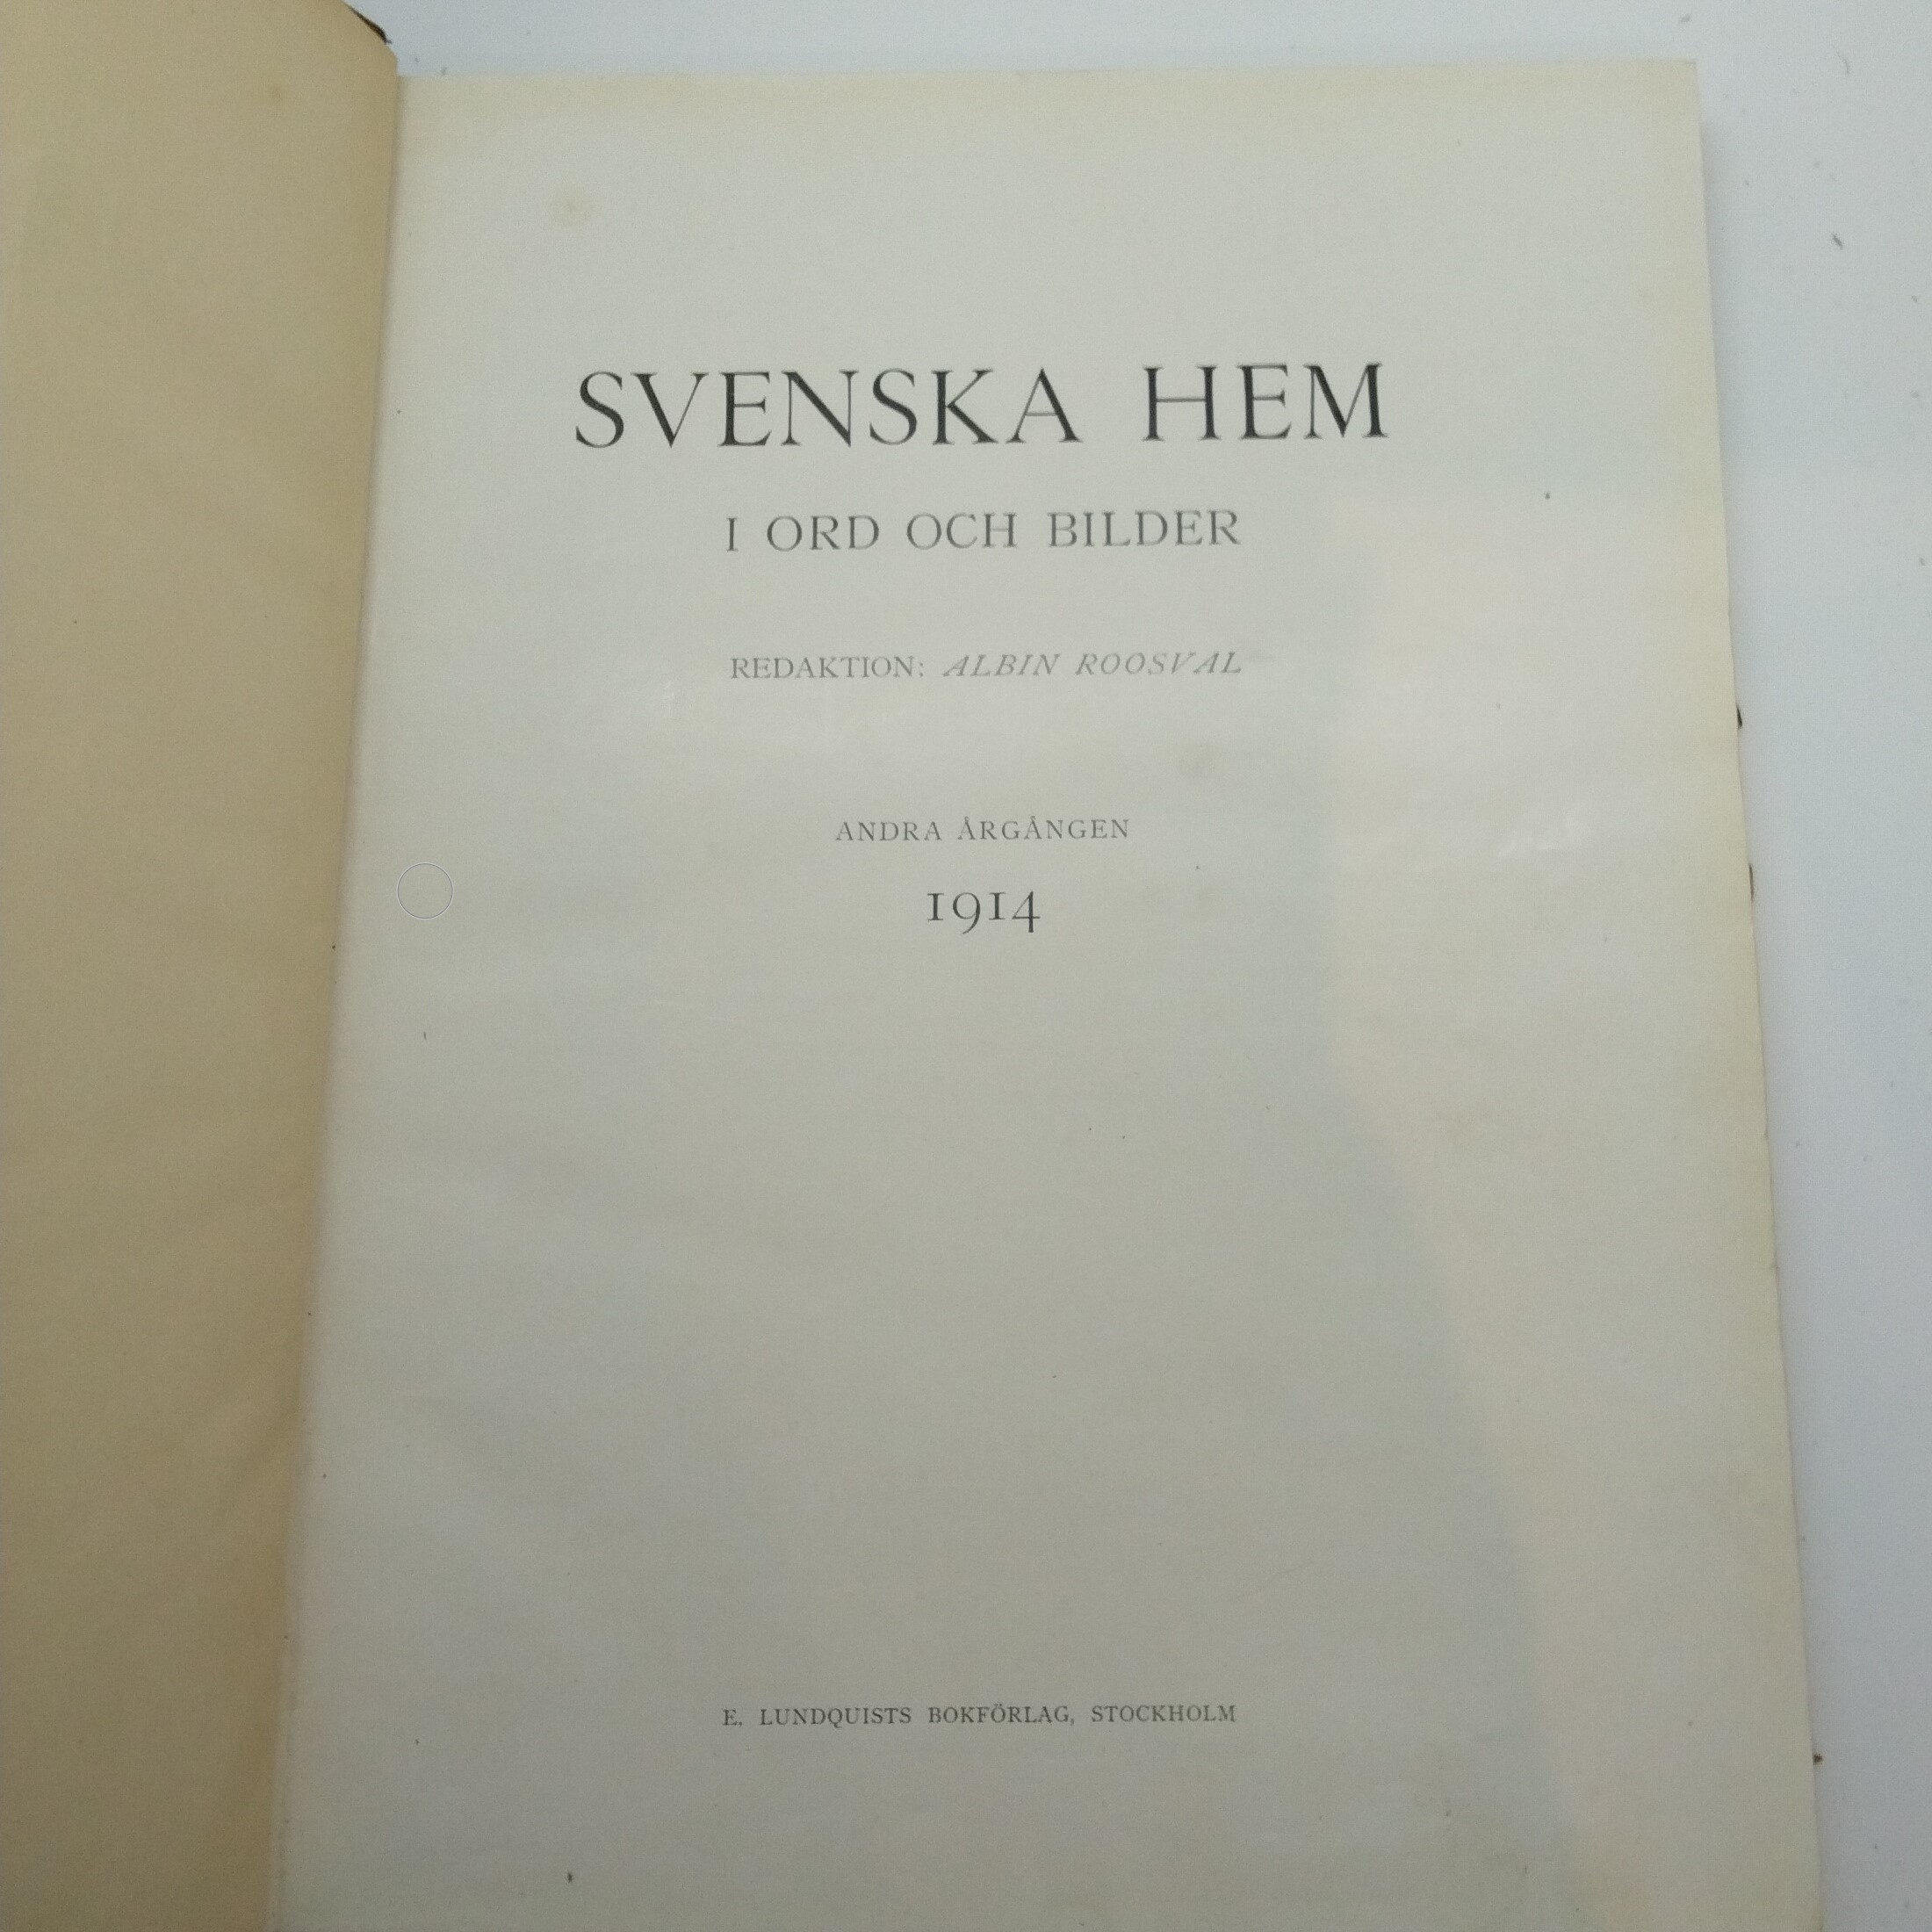 SVENSKA HEM
I ORD OCH BILDER
REDAKTION: ALBIN ROOSVAL
ANDRA ÅRGÅNGEN
1914
E. LUNDQUISTS BOKFÖRLAG, STOCKHOLM